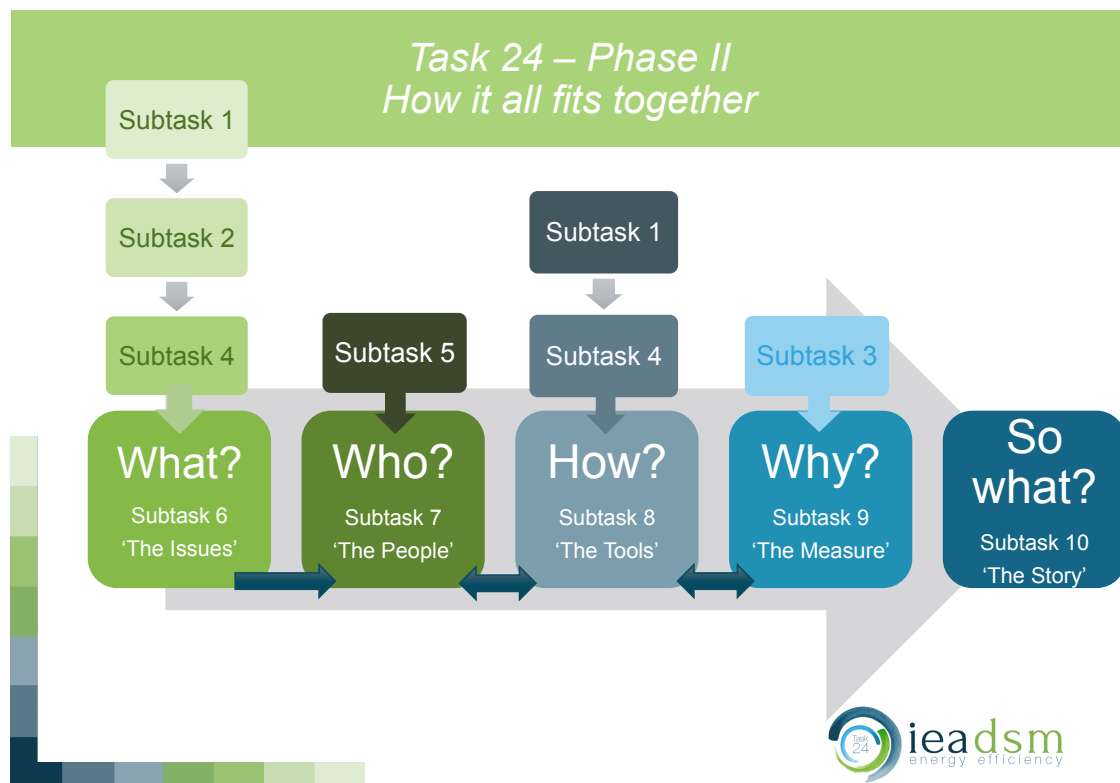 Task 24 – Phase II
How it all fits together
Subtask 1
Subtask 2
Subtask 1
Subtask 4
Subtask 5
Subtask 4
Subtask 3
What?
Subtask 6
‘The Issues’
Who?
Subtask 7
‘The People’
How?
Subtask 8
‘The Tools’
Why?
Subtask 9
‘The Measure’
So
what?
Subtask 10
‘The Story’
Task
24
ieadsm
energy efficiency